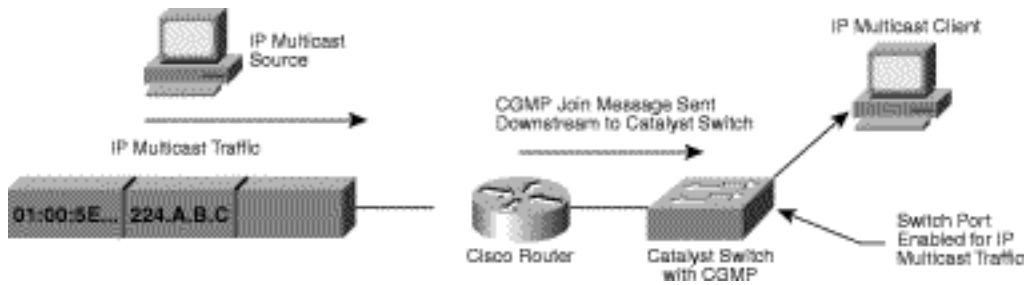 IP Multicast
Source
IP Multicast Traffic
01:00:5E...
224.A.B.C
CGMP Join Message Sent
Downstream to Catalyst Switch
IP Multicast Client
Cisco Router
Catalyst Switch
with CGMP
Switch Port
Enabled for IP
Multicast Traffic